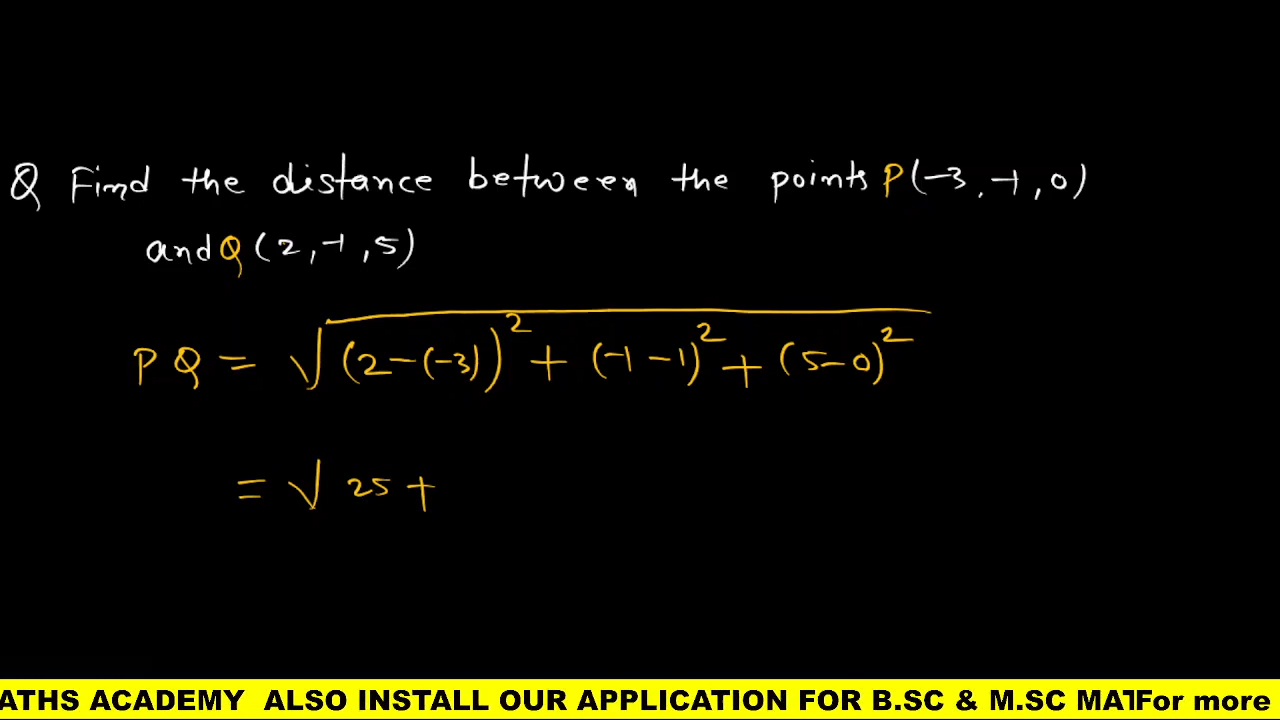 Q Find the distance between the points P(-3, -1, 0)
and Q (2, -1, 5)
PQ = √(2-(-3))² + (-1-1)² + (5-0)²
= √ 25 +
ATHS ACADEMY ALSO INSTALL OUR APPLICATION FOR B.SC & M.SC MAT For more